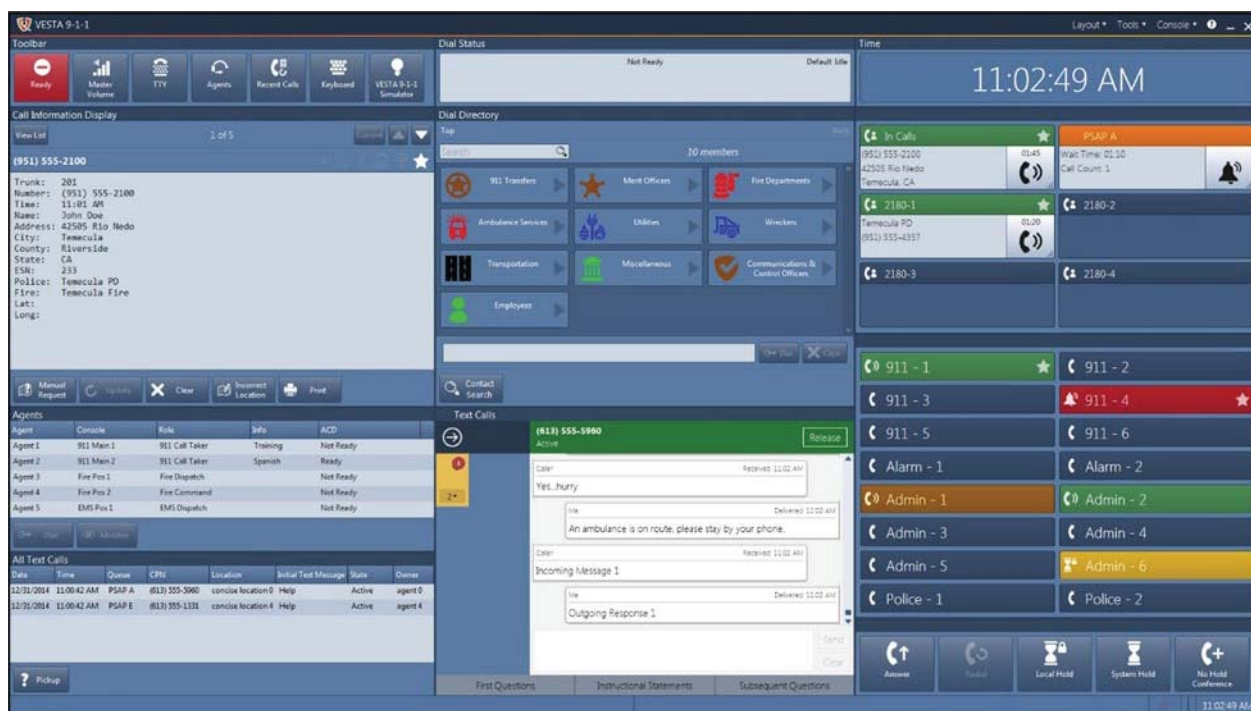 VESTA 9-1-1
Layout Tools Console
Toolbar
Ready
Master Volume
TTY
Agents
Recent Calls
Keyboard
VESTA 9-1-1 Simulator
Dial Status
Not Ready
Default Idle
Time
11:02:49 AM
Call Information Display
View List
1 of 5
Current
(951) 555-2100
Trunk: 201
Number: (951) 555-2100
Time: 11:01 AM
Name: John Doe
Address: 42505 Rio Nedo
City: Temecula
County: Riverside
State: CA
ESN: 233
Police: Temecula PD
Fire: Temecula Fire
Lat:
Long:
Manual Request
Update
Clear
Incorrect Location
Print
Agents
Agent Console Role Info ACD
Agent 1 911 Main 1 911 Call Taker Training Not Ready
Agent 2 911 Main 2 911 Call Taker Spanish Ready
Agent 3 Fire Pos 1 Fire Dispatch Not Ready
Agent 4 Fire Pos 2 Fire Command Not Ready
Agent 5 EMS Pos 1 EMS Dispatch Not Ready
Dial
Monitor
All Text Calls
Date Time Queue CPN Location Initial Text Message State Owner
12/31/2014 11:00:42 AM PSAP A (613) 555-5960 concise location 0 Help Active agent 0
12/31/2014 11:00:42 AM PSAP E (613) 555-1331 concise location 4 Help Active agent 4
? Pickup
Dial Directory
Top
Search
10 members
911 Transfers
Merit Officers
Fire Departments
Ambulance Services
Utilities
Wreckers
Transportation
Miscellaneous
Communications & Control Officers
Employees
Dial
Clear
Contact Search
Text Calls
(613) 555-5960
Active
Release
Caller Received 11:02 AM
Yes...hurry
Me Delivered 11:02 AM
An ambulance is on route, please stay by your phone.
Caller Received 11:02 AM
Incoming Message 1
Me Delivered 11:02 AM
Outgoing Response 1
Send
Clear
First Questions
Instructional Statements
Subsequent Questions
In Calls
(951) 555-2100
42505 Rio Nedo
Temecula, CA
01:45
PSAP A
Wait Time: 01:10
Call Count: 1
2180-1
Temecula PD
(951) 555-4357
01:20
2180-2
2180-3
2180-4
911 - 1
911 - 2
911 - 3
911 - 4
911 - 5
911 - 6
Alarm - 1
Alarm - 2
Admin - 1
Admin - 2
Admin - 3
Admin - 4
Admin - 5
Admin - 6
Police - 1
Police - 2
Answer
Redial
Local Hold
System Hold
No Hold Conference
11:02:49 AM